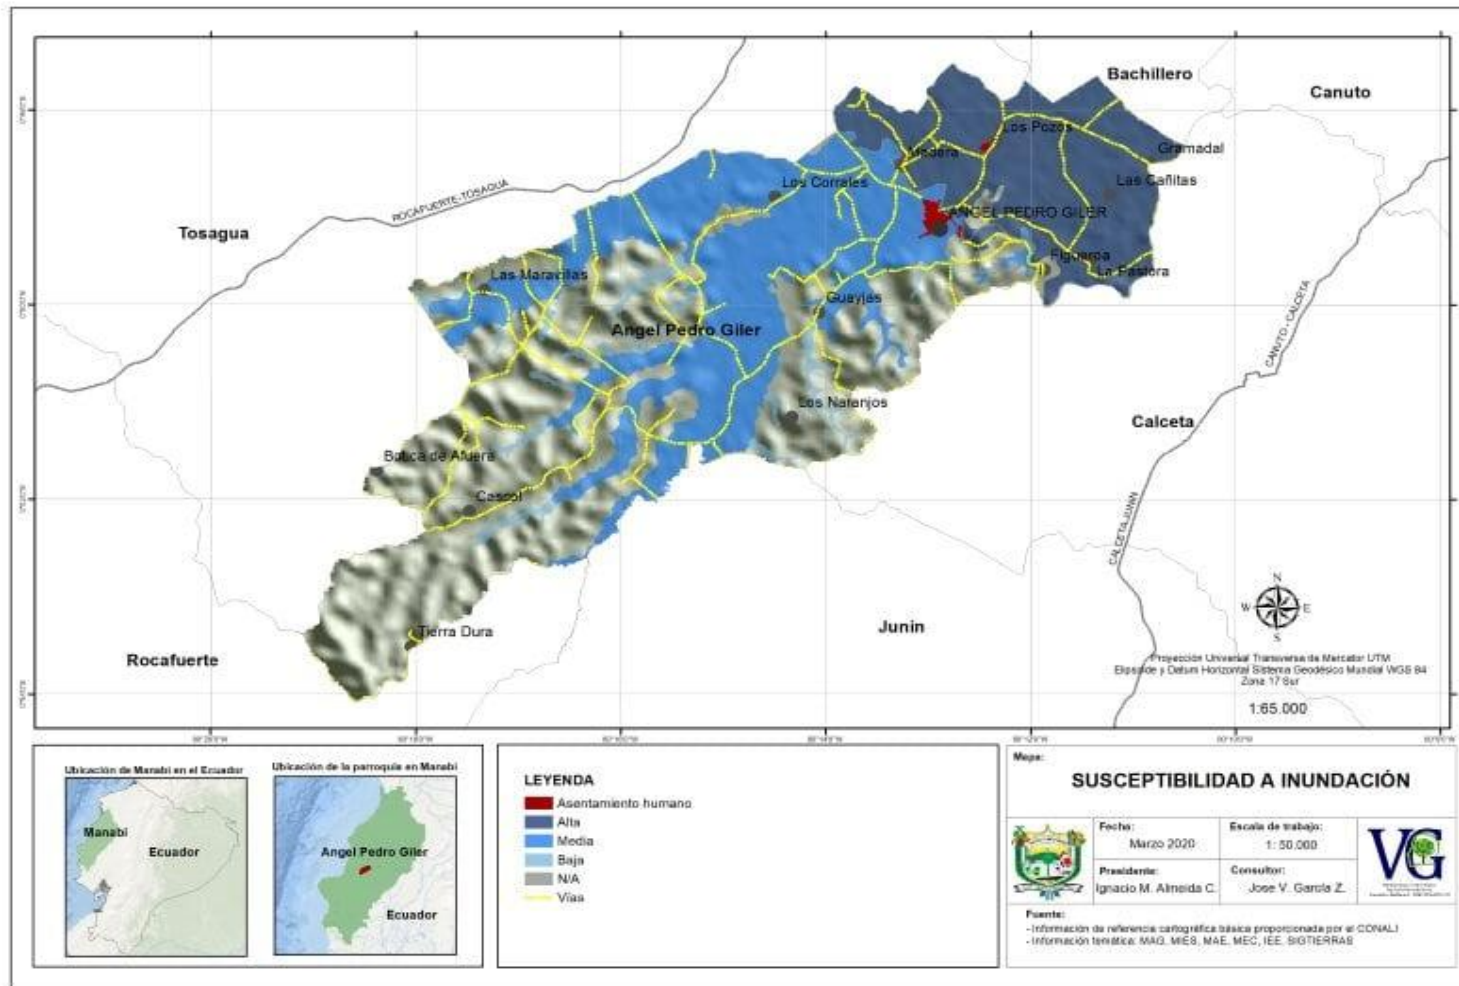 Bachillero
Canuto
Los Pozos
Madera
Gramadal
Los Corrales
Las Cañitas
ROCAFUERTE-TOSAGUA
ANGEL PEDRO GILER
Tosagua
Figueroa
Las Maravillas
La Pastora
Guayjas
Angel Pedro Giler
CANUTO - CALCETA
Los Naranjos
Calceta
Botica de Afuera
Cascol
CALCETA JUNIN
N
W
E
S
Junín
Tierra Dura
Rocafuerte
Proyección Universal Transversa de Mercator UTM
Elipsoide y Datum Horizontal Sistema Geodésico Mundial WGS 84
Zona 17 Sur
1:65.000
Ubicación de Manabí en el Ecuador
Manabí
Ecuador
Ubicación de la parroquia en Manabí
Angel Pedro Giler
Ecuador
LEYENDA
Asentamiento humano
Alta
Media
Baja
N/A
Vías
Mapa:
SUSCEPTIBILIDAD A INUNDACIÓN
Fecha:
Marzo 2020
Escala de trabajo:
1: 50.000
Presidente:
Ignacio M. Almeida C.
Consultor:
Jose V. García Z.
VG
Fuente:
- Información de referencia cartográfica básica proporcionada por el CONALI
- Información temática: MAG, MIES, MAE, MEC, IEE, SIGTIERRAS